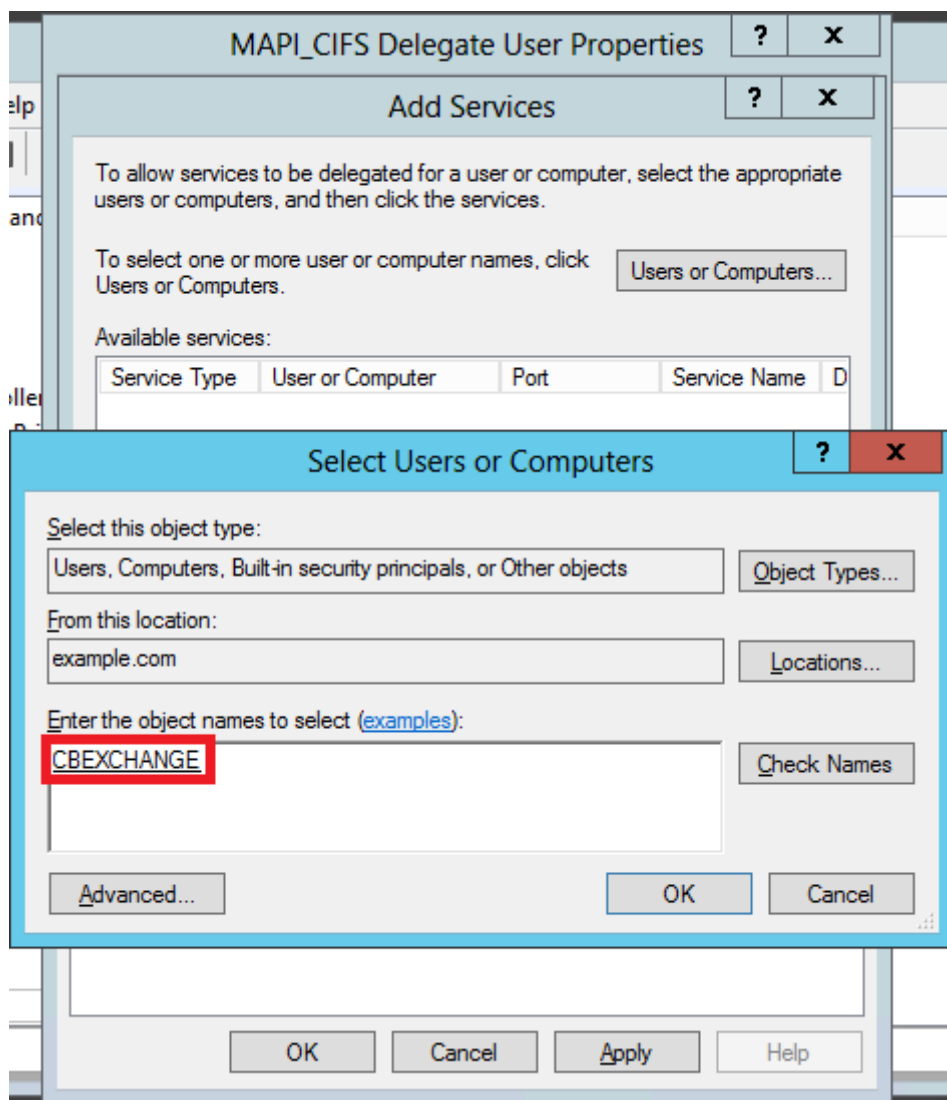 MAPI_CIFS Delegate User Properties
? x
elp
Add Services
? x
To allow services to be delegated for a user or computer, select the appropriate
users or computers, and then click the services.
To select one or more user or computer names, click
Users or Computers.
Users or Computers...
Available services:
Service Type User or Computer Port Service Name D
Select Users or Computers
? x
Select this object type:
Users, Computers, Built-in security principals, or Other objects
Object Types...
From this location:
example.com
Locations...
Enter the object names to select (examples):
CBEXCHANGE
Check Names
Advanced...
OK
Cancel
OK
Cancel
Apply
Help